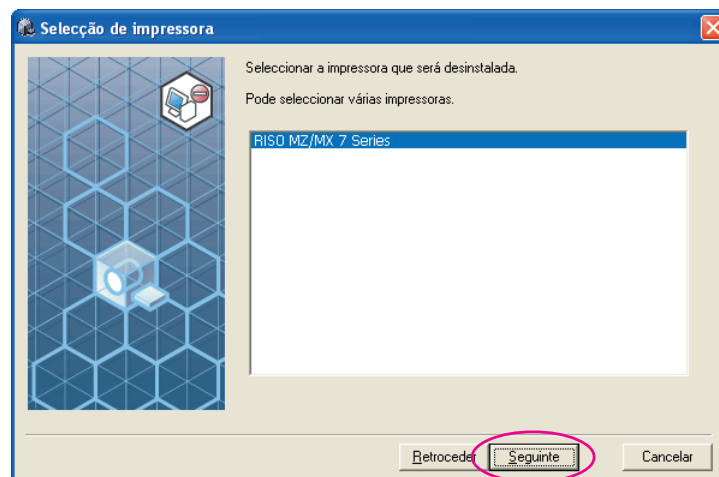 Selecção de impressora
Seleccionar a impressora que será desinstalada.
Pode seleccionar várias impressoras.
RISO MZ/MX 7 Series
Retroceder Seguinte Cancelar